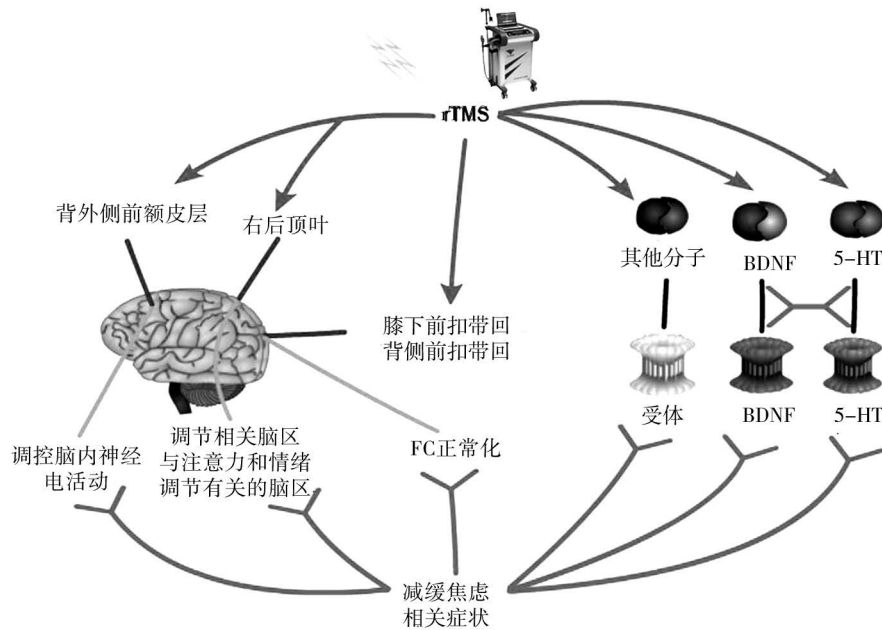 rTMS
背外侧前额皮层
右后顶叶
其他分子
BDNF
5-HT
膝下前扣带回
背侧前扣带回
受体
BDNF
5-HT
调控脑内神经
电活动
调节相关脑区
与注意力和情绪
调节有关的脑区
FC正常化
减缓焦虑
相关症状